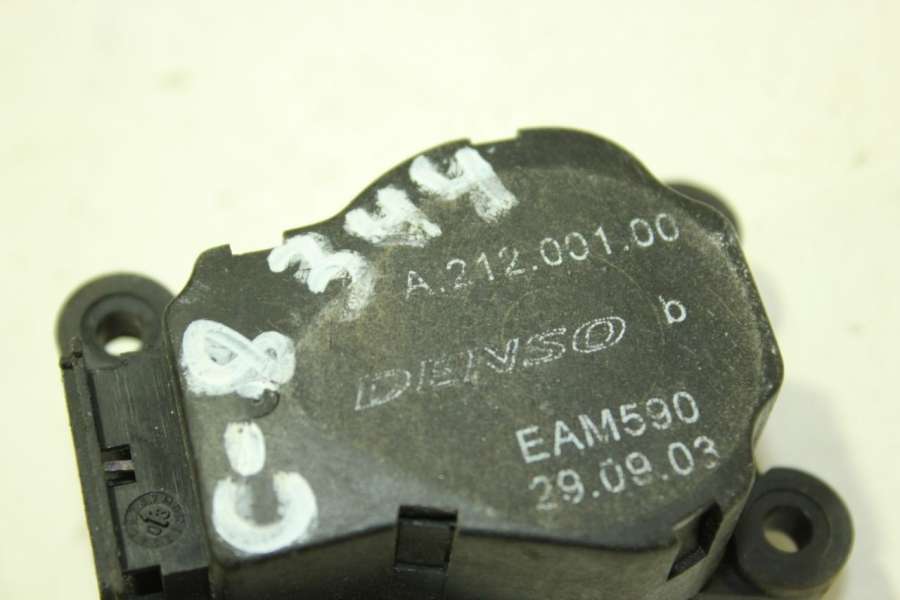 C-8 344
A.212.001.00
b
DENSO
EAM590
29.09.03